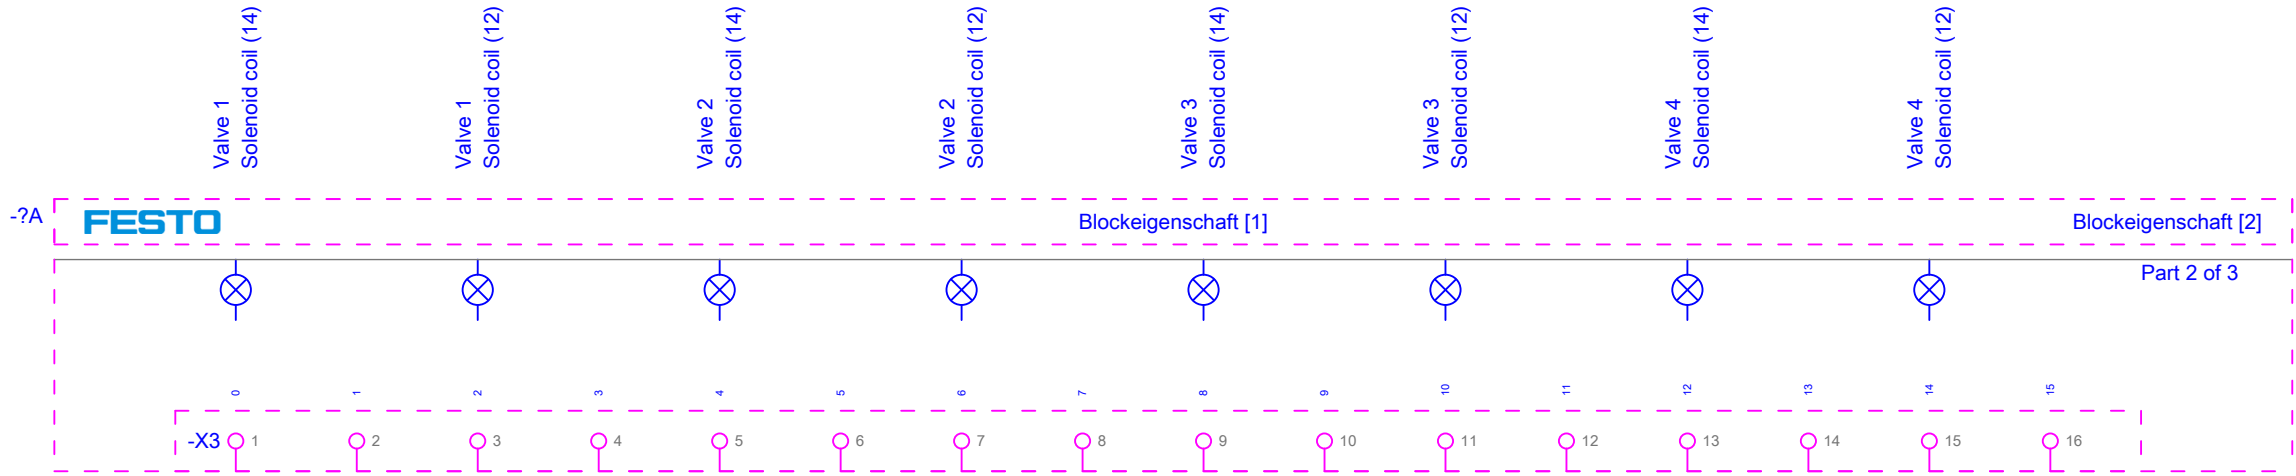 Valve 1
Solenoid coil (14)
Valve 1
Solenoid coil (12)
Valve 2
Solenoid coil (14)
Valve 2
Solenoid coil (12)
Valve 3
Solenoid coil (14)
Valve 3
Solenoid coil (12)
Valve 4
Solenoid coil (14)
Valve 4
Solenoid coil (12)
-?A FESTO Blockeigenschaft [1] Blockeigenschaft [2]
Part 2 of 3
0 1 2 3 4 5 6 7 8 9 10 11 12 13 14 15
-X3 1 2 3 4 5 6 7 8 9 10 11 12 13 14 15 16